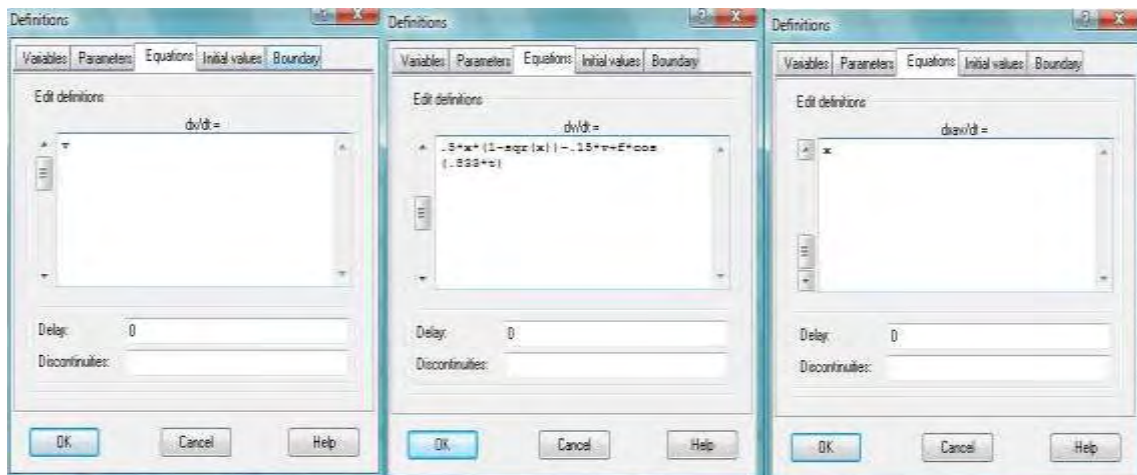 Definitions
Variables Parameters Equations Initial values Boundary
Edit definitions
dx/dt =
v
Delay: 0
Discontinuities:
OK Cancel Help
Definitions
Variables Parameters Equations Initial values Boundary
Edit definitions
dv/dt =
.5*x*(1-sqr(x))-.15*v+f*cos
(.833*t)
Delay: 0
Discontinuities:
OK Cancel Help
Definitions
Variables Parameters Equations Initial values Boundary
Edit definitions
x
Delay: 0
Discontinuities:
OK Cancel Help